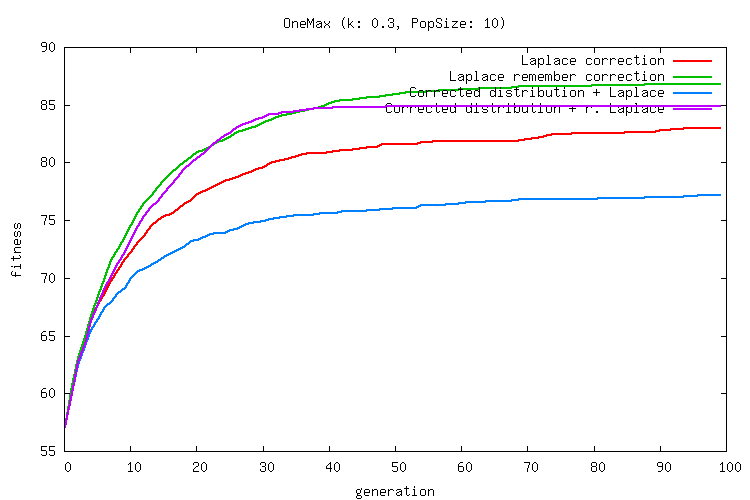 OneMax (k: 0.3, PopSize: 10)
90
Laplace correction
Laplace remember correction
Corrected distribution + Laplace
Corrected distribution + r. Laplace
85
80
75
70
65
60
55
fitness
0 10 20 30 40 50 60 70 80 90 100
generation